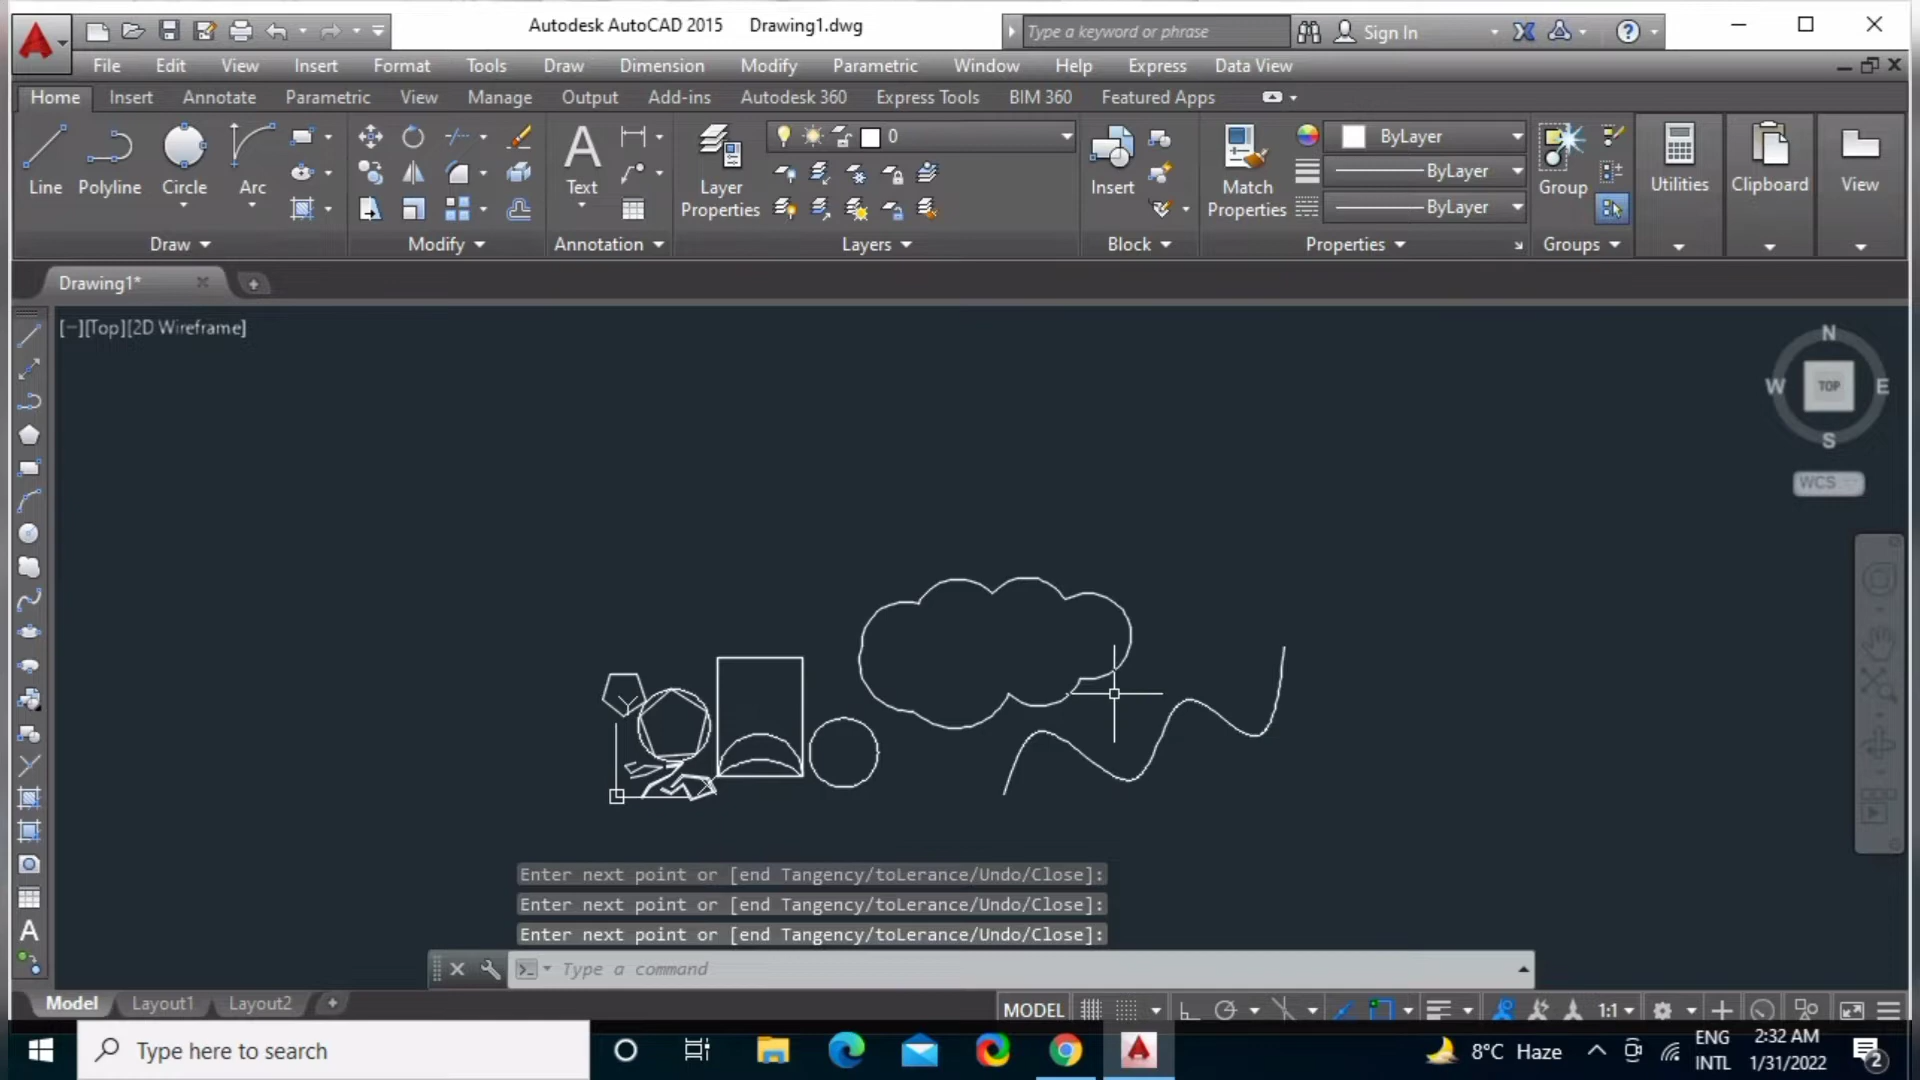 Autodesk AutoCAD 2015 Drawing1.dwg
Type a keyword or phrase
Sign In
File Edit View Insert Format Tools Draw Dimension Modify Parametric Window Help Express Data View
Home Insert Annotate Parametric View Manage Output Add-ins Autodesk 360 Express Tools BIM 360 Featured Apps
0
ByLayer
ByLayer
ByLayer
Line Polyline Circle Arc Text Layer Properties Insert Match Properties Group Utilities Clipboard View
Draw Modify Annotation Layers Block Properties Groups
Drawing1*
[−][Top][2D Wireframe]
N
W TOP E
S
WCS
Y
Enter next point or [end Tangency/toLerance/Undo/Close]:
Enter next point or [end Tangency/toLerance/Undo/Close]:
Enter next point or [end Tangency/toLerance/Undo/Close]:
Type a command
A
Model Layout1 Layout2
MODEL 1:1
Type here to search
8°C Haze
ENG
INTL
2:32 AM
1/31/2022
2